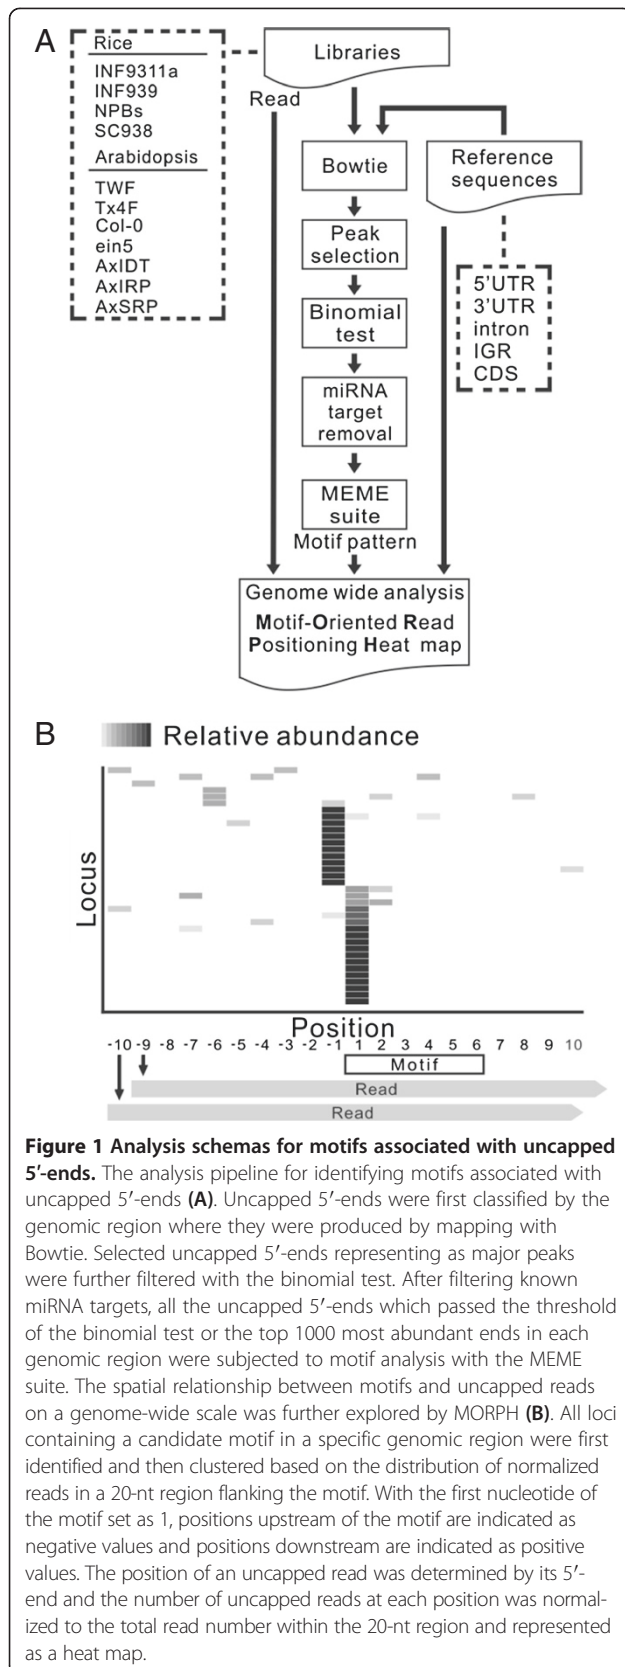 A
Rice
INF9311a
INF939
NPBs
SC938
Arabidopsis
TWF
Tx4F
Col-0
ein5
AxIDT
AxIRP
AxSRP
Libraries
Read
Bowtie
Reference
sequences
Peak
selection
5'UTR
3'UTR
intron
IGR
CDS
Binomial
test
miRNA
target
removal
MEME
suite
Motif pattern
Genome wide analysis
Motif-Oriented Read
Positioning Heat map
B
Relative abundance
Locus
Position
-10 -9 -8 -7 -6 -5 -4 -3 -2 -1 1 2 3 4 5 6 7 8 9 10
Motif
Read
Read
Figure 1 Analysis schemas for motifs associated with uncapped
5′-ends. The analysis pipeline for identifying motifs associated with
uncapped 5′-ends (A). Uncapped 5′-ends were first classified by the
genomic region where they were produced by mapping with
Bowtie. Selected uncapped 5′-ends representing as major peaks
were further filtered with the binomial test. After filtering known
miRNA targets, all the uncapped 5′-ends which passed the threshold
of the binomial test or the top 1000 most abundant ends in each
genomic region were subjected to motif analysis with the MEME
suite. The spatial relationship between motifs and uncapped reads
on a genome-wide scale was further explored by MORPH (B). All loci
containing a candidate motif in a specific genomic region were first
identified and then clustered based on the distribution of normalized
reads in a 20-nt region flanking the motif. With the first nucleotide of
the motif set as 1, positions upstream of the motif are indicated as
negative values and positions downstream are indicated as positive
values. The position of an uncapped read was determined by its 5′-
end and the number of uncapped reads at each position was normal-
ized to the total read number within the 20-nt region and represented
as a heat map.